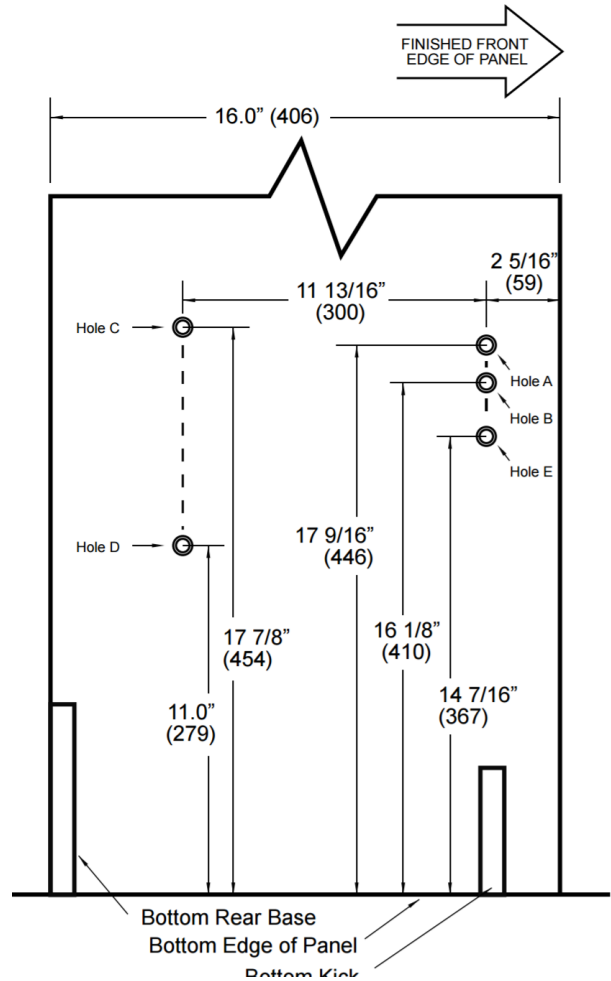 FINISHED FRONT
EDGE OF PANEL
16.0” (406)
2 5/16”
(59)
11 13/16”
(300)
Hole C
Hole A
Hole B
Hole E
17 9/16”
(446)
Hole D
16 1/8”
(410)
17 7/8”
(454)
14 7/16”
(367)
11.0”
(279)
Bottom Rear Base
Bottom Edge of Panel
Bottom Kick